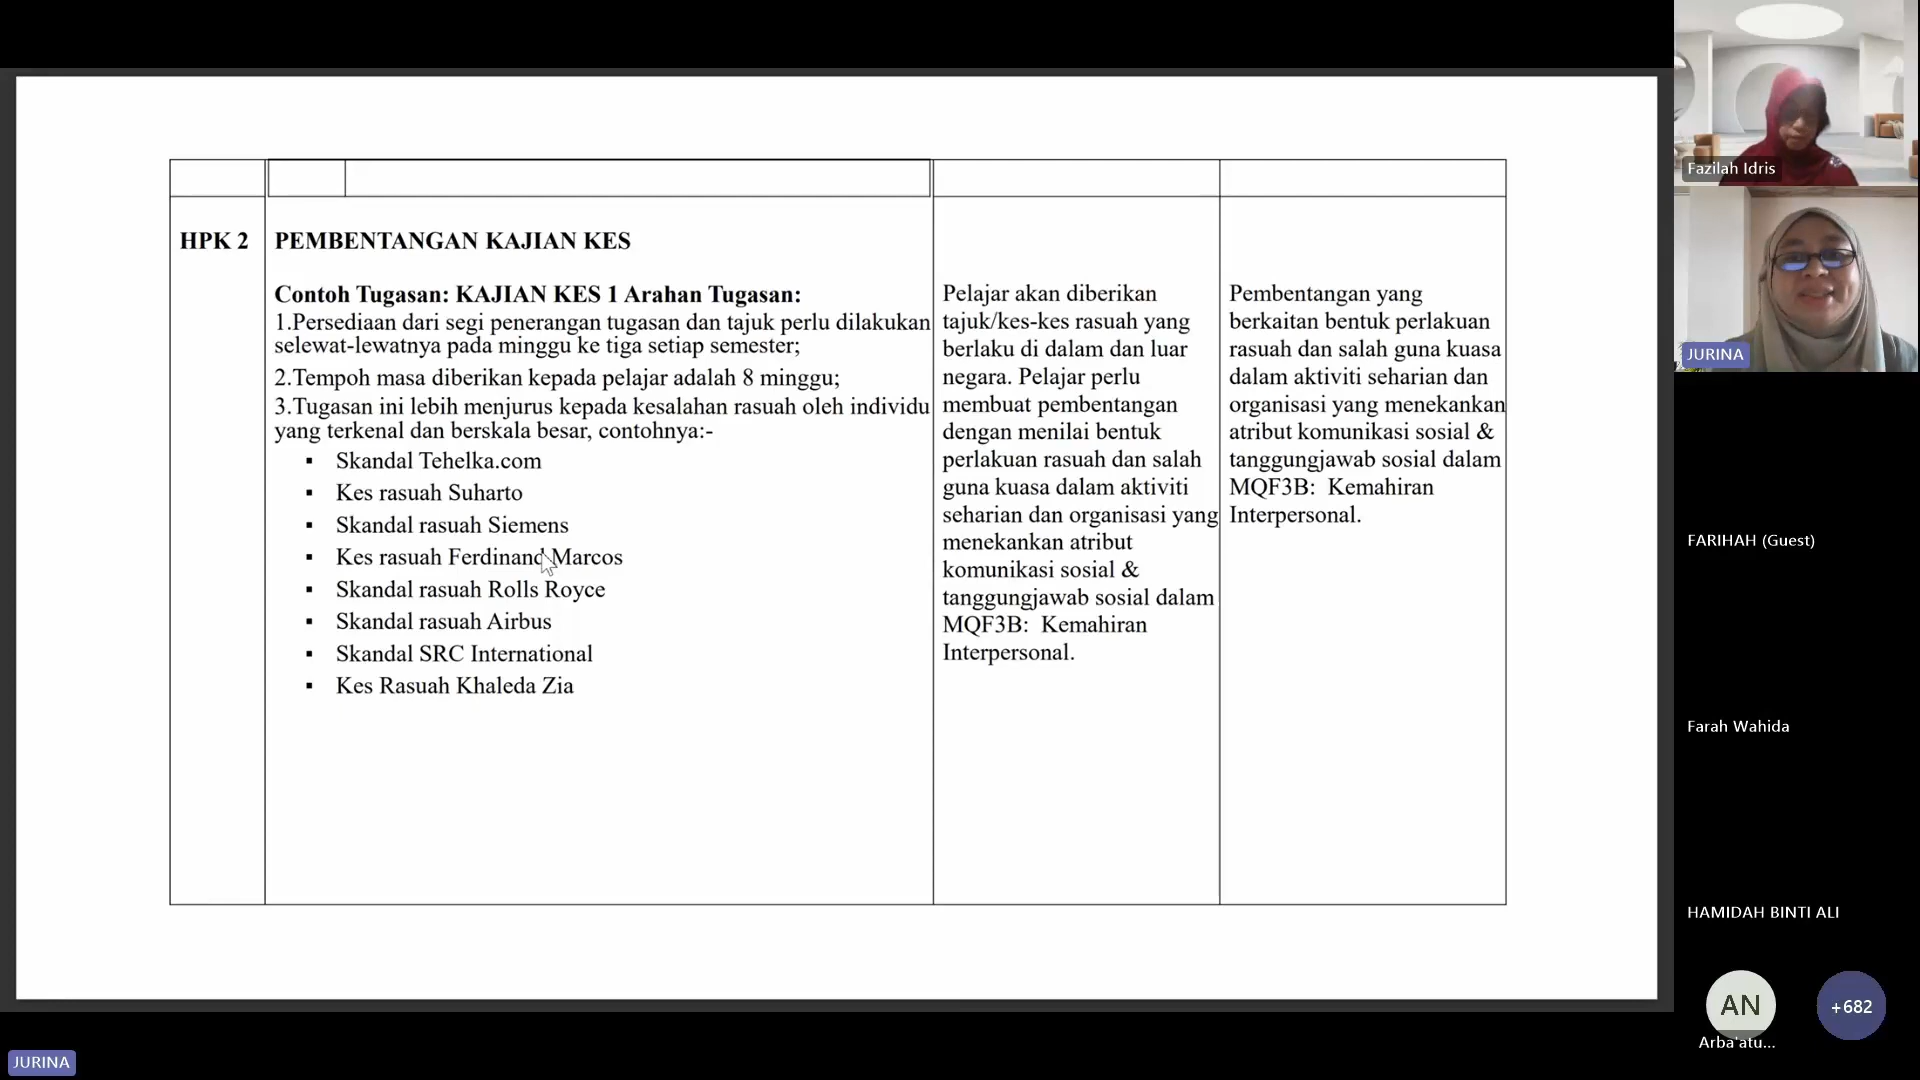 HPK 2
PEMBENTANGAN KAJIAN KES
Contoh Tugasan: KAJIAN KES 1 Arahan Tugasan:
1.Persediaan dari segi penerangan tugasan dan tajuk perlu dilakukan
selewat-lewatnya pada minggu ke tiga setiap semester;
2.Tempoh masa diberikan kepada pelajar adalah 8 minggu;
3.Tugasan ini lebih menjurus kepada kesalahan rasuah oleh individu
yang terkenal dan berskala besar, contohnya:-
▪ Skandal Tehelka.com
▪ Kes rasuah Suharto
▪ Skandal rasuah Siemens
▪ Kes rasuah Ferdinand Marcos
▪ Skandal rasuah Rolls Royce
▪ Skandal rasuah Airbus
▪ Skandal SRC International
▪ Kes Rasuah Khaleda Zia
Pelajar akan diberikan
tajuk/kes-kes rasuah yang
berlaku di dalam dan luar
negara. Pelajar perlu
membuat pembentangan
dengan menilai bentuk
perlakuan rasuah dan salah
guna kuasa dalam aktiviti
seharian dan organisasi yang
menekankan atribut
komunikasi sosial &
tanggungjawab sosial dalam
MQF3B: Kemahiran
Interpersonal.
Pembentangan yang
berkaitan bentuk perlakuan
rasuah dan salah guna kuasa
dalam aktiviti seharian dan
organisasi yang menekankan
atribut komunikasi sosial &
tanggungjawab sosial dalam
MQF3B: Kemahiran
Interpersonal.
Fazilah Idris
JURINA
FARIHAH (Guest)
Farah Wahida
HAMIDAH BINTI ALI
AN
+682
Arba'atu...
JURINA